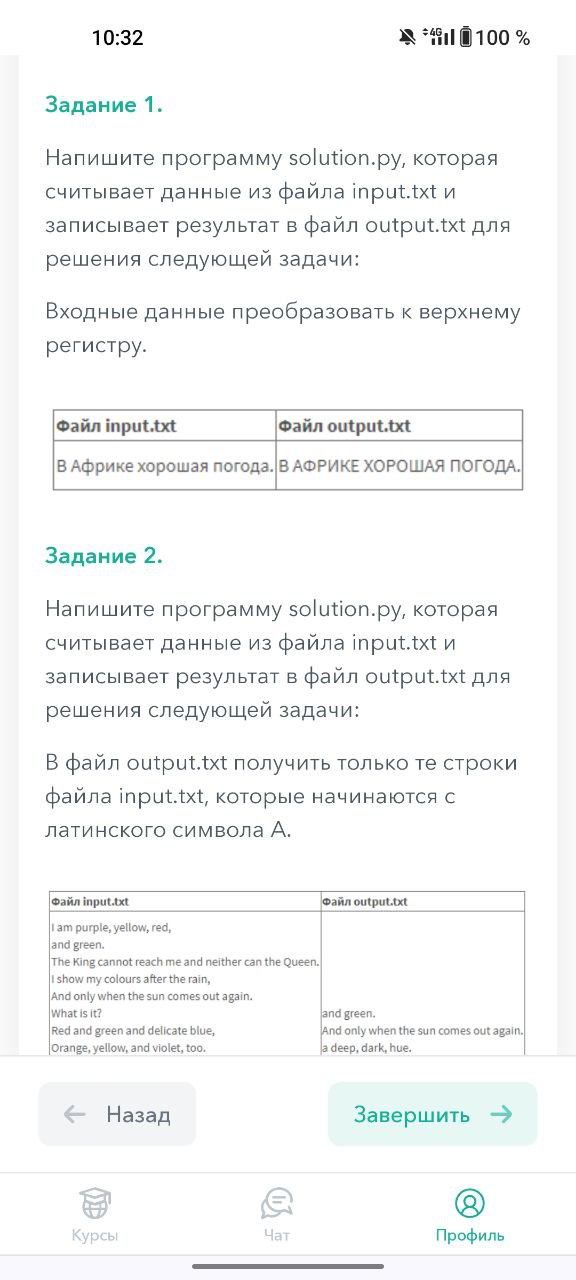 10:32
4G
100 %
Задание 1.
Напишите программу solution.py, которая
считывает данные из файла input.txt и
записывает результат в файл output.txt для
решения следующей задачи:
Входные данные преобразовать к верхнему
регистру.
Файл input.txt
Файл output.txt
В Африке хорошая погода.
В АФРИКЕ ХОРОШАЯ ПОГОДА.
Задание 2.
Напишите программу solution.py, которая
считывает данные из файла input.txt и
записывает результат в файл output.txt для
решения следующей задачи:
В файл output.txt получить только те строки
файла input.txt, которые начинаются с
латинского символа A.
Файл input.txt
Файл output.txt
I am purple, yellow, red,
and green.
The King cannot reach me and neither can the Queen.
I show my colours after the rain,
And only when the sun comes out again.
What is it?
Red and green and delicate blue,
Orange, yellow, and violet, too.
and green.
And only when the sun comes out again.
a deep, dark, hue.
Назад
Завершить
Курсы
Чат
Профиль